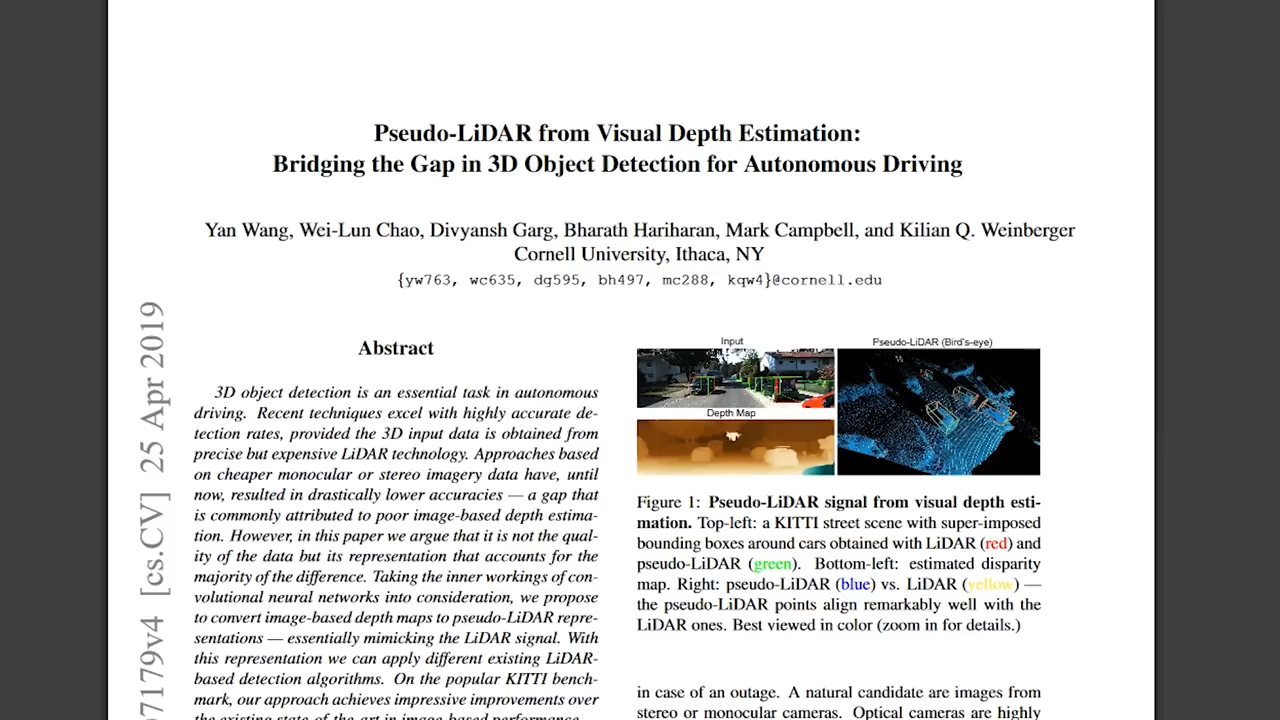 Pseudo-LiDAR from Visual Depth Estimation:
Bridging the Gap in 3D Object Detection for Autonomous Driving
Yan Wang, Wei-Lun Chao, Divyansh Garg, Bharath Hariharan, Mark Campbell, and Kilian Q. Weinberger
Cornell University, Ithaca, NY
{yw763, wc635, dg595, bh497, mc288, kqw4}@cornell.edu
07179v4 [cs.CV] 25 Apr 2019
Abstract
3D object detection is an essential task in autonomous
driving. Recent techniques excel with highly accurate de-
tection rates, provided the 3D input data is obtained from
precise but expensive LiDAR technology. Approaches based
on cheaper monocular or stereo imagery data have, until
now, resulted in drastically lower accuracies — a gap that
is commonly attributed to poor image-based depth estima-
tion. However, in this paper we argue that it is not the qual-
ity of the data but its representation that accounts for the
majority of the difference. Taking the inner workings of con-
volutional neural networks into consideration, we propose
to convert image-based depth maps to pseudo-LiDAR repre-
sentations — essentially mimicking the LiDAR signal. With
this representation we can apply different existing LiDAR-
based detection algorithms. On the popular KITTI bench-
mark, our approach achieves impressive improvements over
the existing state-of-the-art in image-based performance
Input
Pseudo-LiDAR (Bird's-eye)
Depth Map
Figure 1: Pseudo-LiDAR signal from visual depth esti-
mation. Top-left: a KITTI street scene with super-imposed
bounding boxes around cars obtained with LiDAR (red) and
pseudo-LiDAR (green). Bottom-left: estimated disparity
map. Right: pseudo-LiDAR (blue) vs. LiDAR (yellow) —
the pseudo-LiDAR points align remarkably well with the
LiDAR ones. Best viewed in color (zoom in for details.)
in case of an outage. A natural candidate are images from
stereo or monocular cameras. Optical cameras are highly